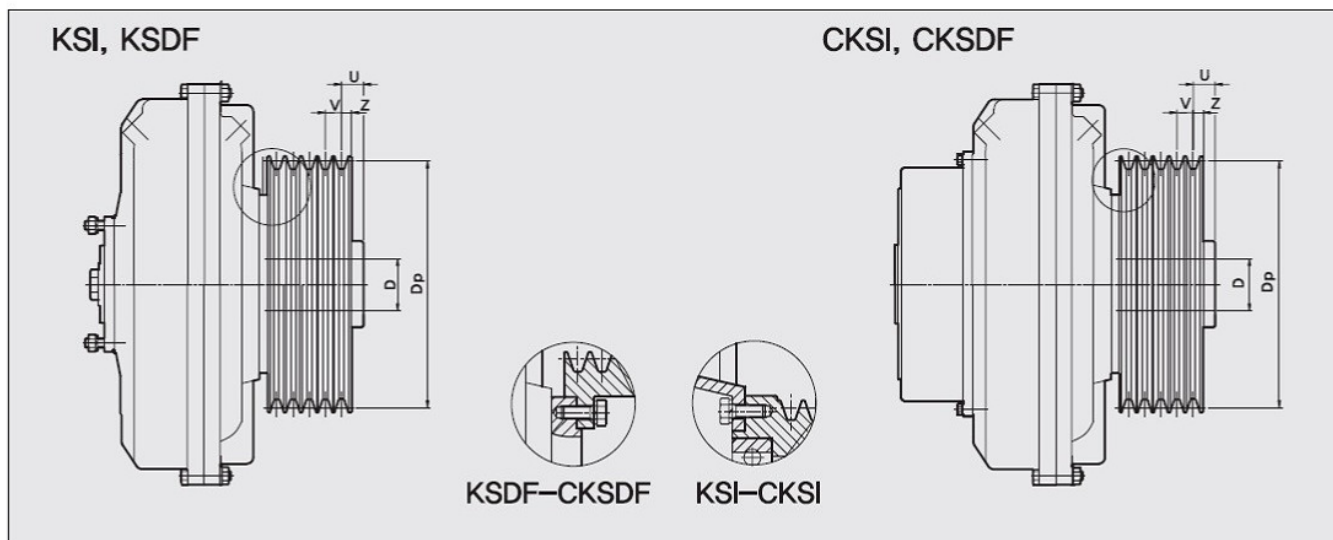 KSI, KSDF
CKSI, CKSDF
U
V
Z
D
Dp
U
V
Z
D
Dp
KSDF-CKSDF
KSI-CKSI